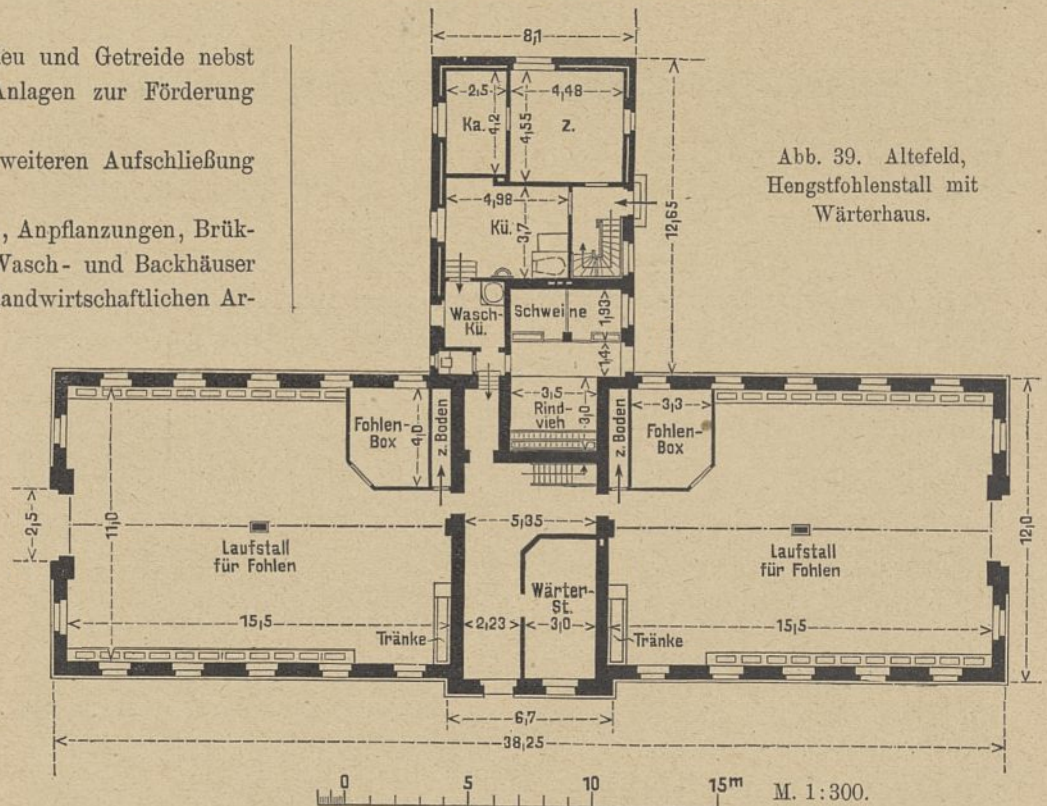 eu und Getreide nebst
Anlagen zur Förderung
weiteren Aufschließung
, Anpflanzungen, Brük-
Wasch- und Backhäuser
landwirtschaftlichen Ar-
Abb. 39. Altefeld,
Hengstfohlenstall mit
Wärterhaus.
8,1
2,5
4,48
Ka.
4,2
4,55
Z.
12,65
4,98
Kü.
3,7
Wasch-
Kü.
Schweine
1,93
1,4
3,5
Rind-
vieh
3,0
Fohlen-
Box
4,0
z. Boden
z. Boden
3,3
Fohlen-
Box
2,5
11,0
5,35
12,0
Laufstall
für Fohlen
Laufstall
für Fohlen
Wärter-
St.
15,5
Tränke
2,23
3,0
Tränke
15,5
6,7
38,25
0 5 10 15m
M. 1:300.